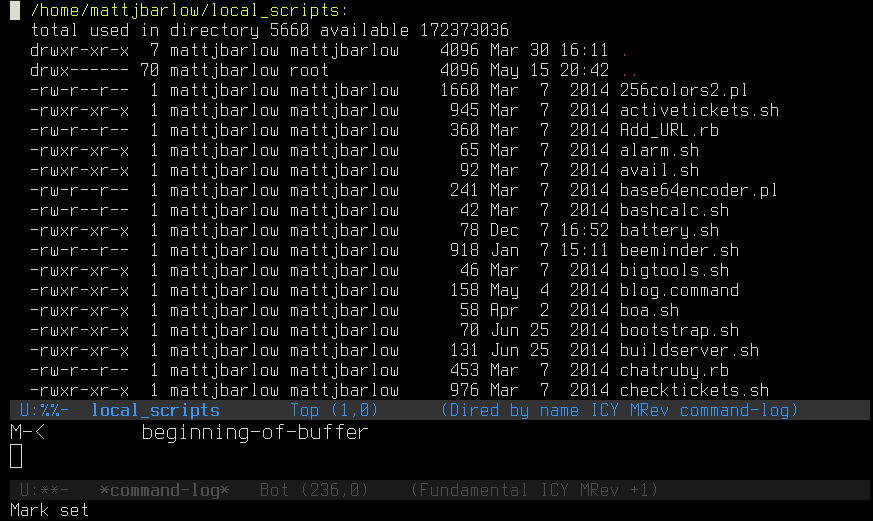 /home/mattjbarlow/local_scripts:
total used in directory 5660 available 172373036
drwxr-xr-x  7 mattjbarlow mattjbarlow    4096 Mar 30 16:11 .
drwx------ 70 mattjbarlow root           4096 May 15 20:42 ..
-rw-r--r--  1 mattjbarlow mattjbarlow    1660 Mar  7  2014 256colors2.pl
-rwxr-xr-x  1 mattjbarlow mattjbarlow     945 Mar  7  2014 activetickets.sh
-rw-r--r--  1 mattjbarlow mattjbarlow     360 Mar  7  2014 Add_URL.rb
-rwxr-xr-x  1 mattjbarlow mattjbarlow      65 Mar  7  2014 alarm.sh
-rwxr-xr-x  1 mattjbarlow mattjbarlow      92 Mar  7  2014 avail.sh
-rw-r--r--  1 mattjbarlow mattjbarlow     241 Mar  7  2014 base64encoder.pl
-rwxr-xr--  1 mattjbarlow mattjbarlow      42 Mar  7  2014 bashcalc.sh
-rwxr-xr-x  1 mattjbarlow mattjbarlow      78 Dec  7 16:52 battery.sh
-rw-r--r--  1 mattjbarlow mattjbarlow     918 Jan  7 15:11 beeminder.sh
-rwxr-xr-x  1 mattjbarlow mattjbarlow      46 Mar  7  2014 bigtools.sh
-rwxr-xr-x  1 mattjbarlow mattjbarlow     158 May  4  2014 blog.command
-rwxr-xr-x  1 mattjbarlow mattjbarlow      58 Apr  2  2014 boa.sh
-rwxr-xr-x  1 mattjbarlow mattjbarlow      70 Jun 25  2014 bootstrap.sh
-rwxr-xr-x  1 mattjbarlow mattjbarlow     131 Jun 25  2014 buildserver.sh
-rw-r--r--  1 mattjbarlow mattjbarlow     453 Mar  7  2014 chatruby.rb
-rwxr-xr-x  1 mattjbarlow mattjbarlow     976 Mar  7  2014 checktickets.sh
U:%%-  local_scripts       Top (1,0)      (Dired by name ICY MRev command-log)
M-<         beginning-of-buffer
U:**-   *command-log*   Bot (236,0)    (Fundamental ICY MRev +1)
Mark set